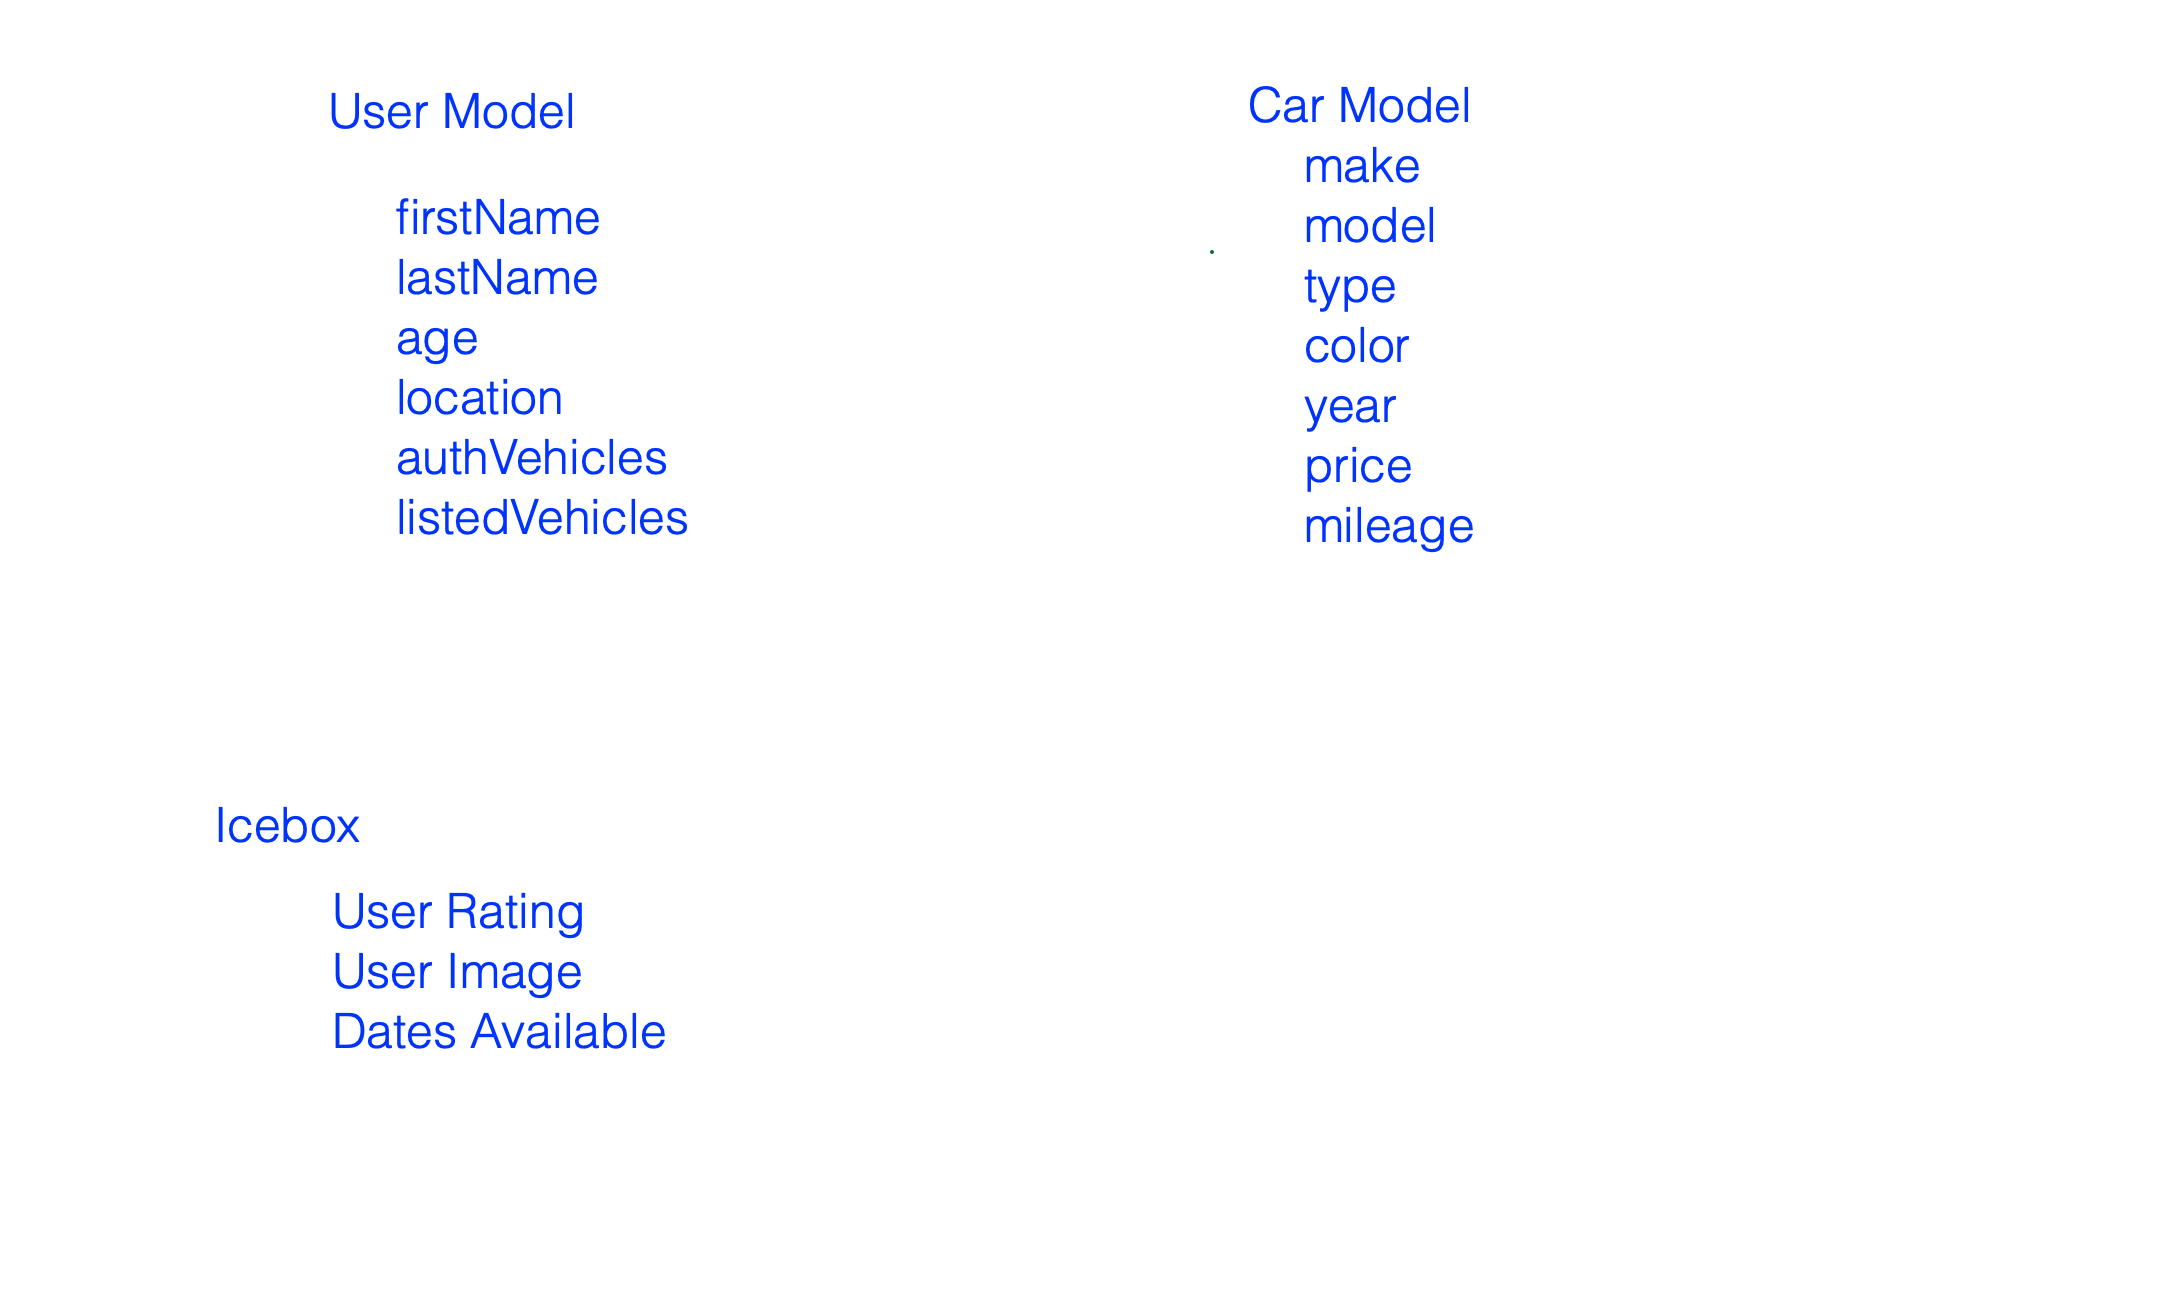 User Model
firstName
lastName
age
location
authVehicles
listedVehicles
Car Model
make
model
type
color
year
price
mileage
Icebox
User Rating
User Image
Dates Available